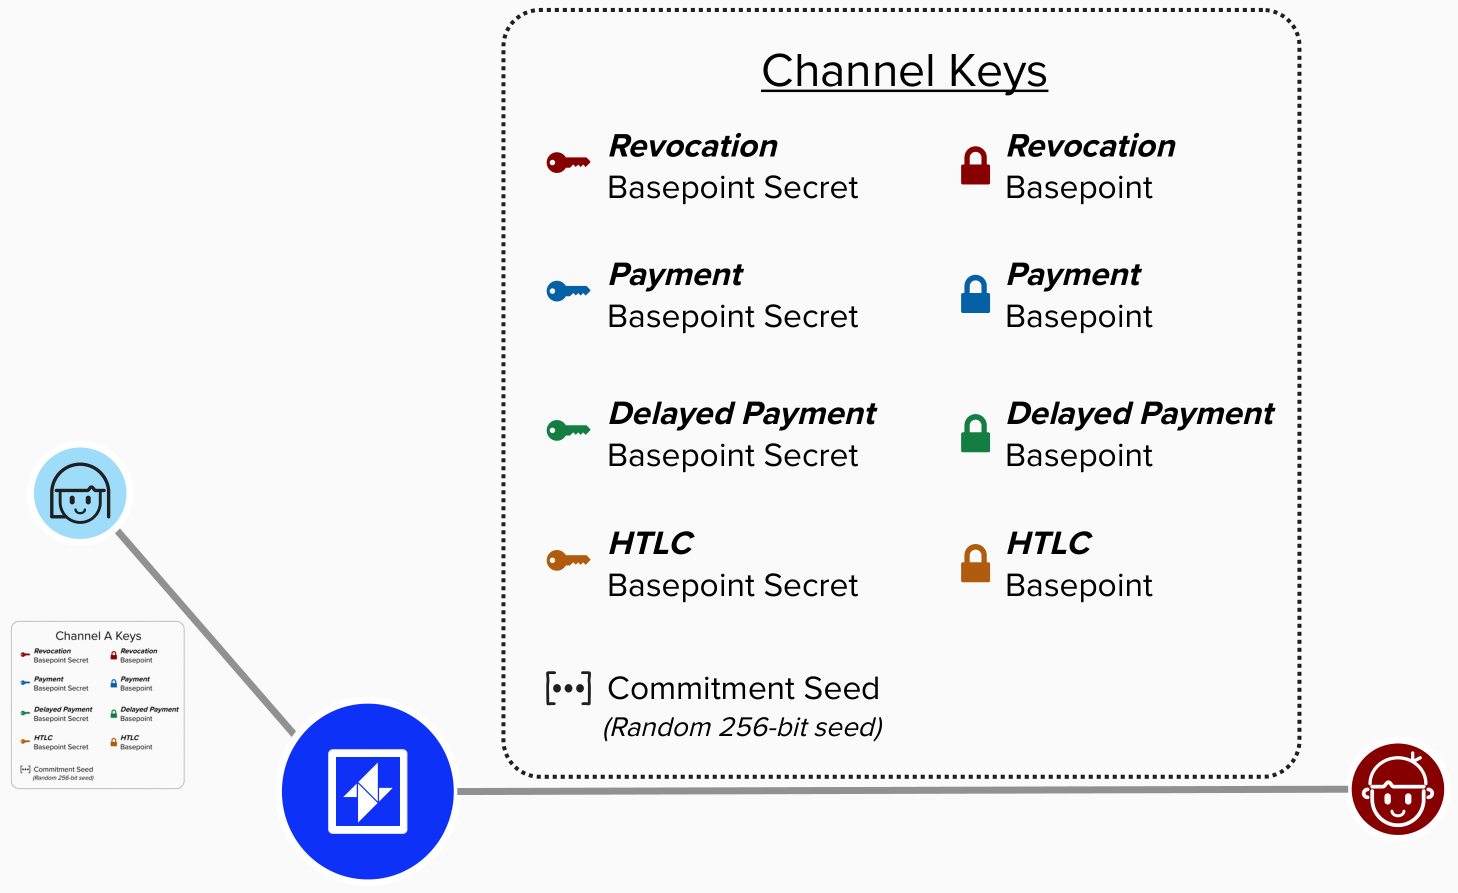 Channel Keys
Revocation
Basepoint Secret
Revocation
Basepoint
Payment
Basepoint Secret
Payment
Basepoint
Delayed Payment
Basepoint Secret
Delayed Payment
Basepoint
HTLC
Basepoint Secret
HTLC
Basepoint
Commitment Seed
(Random 256-bit seed)
Channel A Keys
Revocation
Basepoint Secret
Revocation
Basepoint
Payment
Basepoint Secret
Payment
Basepoint
Delayed Payment
Basepoint Secret
Delayed Payment
Basepoint
HTLC
Basepoint Secret
HTLC
Basepoint
Commitment Seed
(Random 256-bit seed)